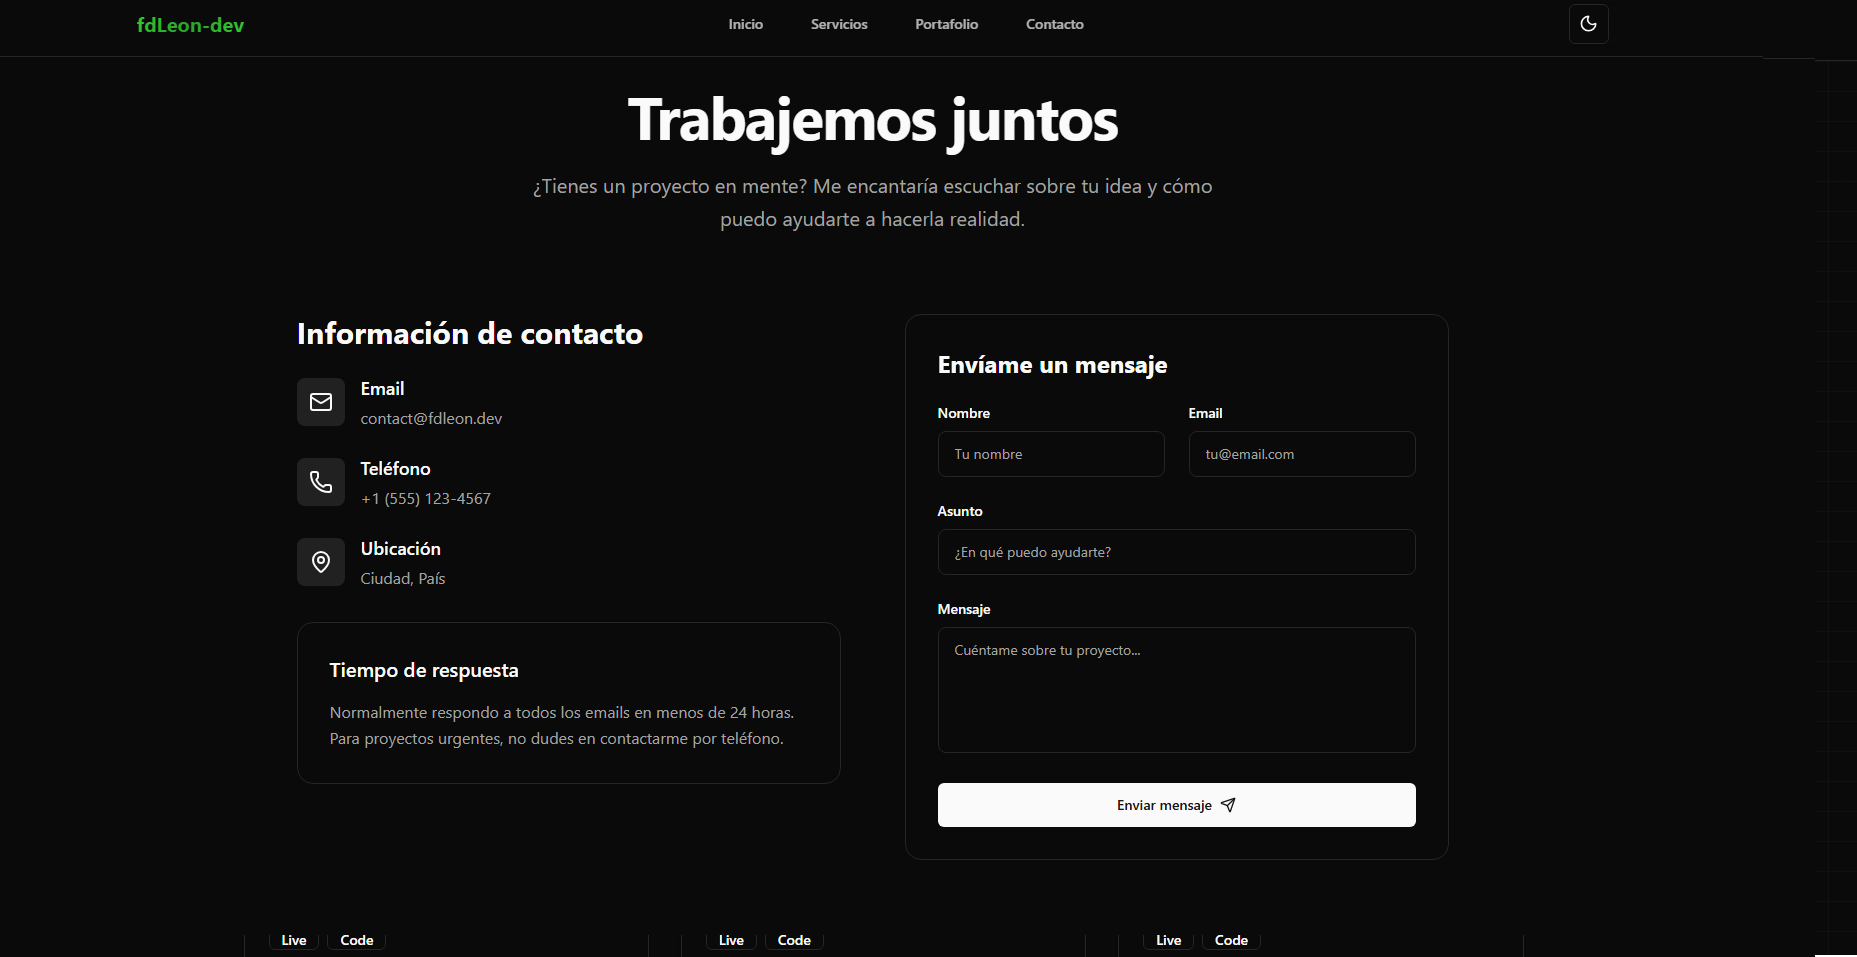 fdLeon-dev
Inicio
Servicios
Portafolio
Contacto
Trabajemos juntos
¿Tienes un proyecto en mente? Me encantaría escuchar sobre tu idea y cómo
puedo ayudarte a hacerla realidad.
Información de contacto
Email
contact@fdleon.dev
Teléfono
+1 (555) 123-4567
Ubicación
Ciudad, País
Tiempo de respuesta
Normalmente respondo a todos los emails en menos de 24 horas.
Para proyectos urgentes, no dudes en contactarme por teléfono.
Envíame un mensaje
Nombre
Email
Tu nombre
tu@email.com
Asunto
¿En qué puedo ayudarte?
Mensaje
Cuéntame sobre tu proyecto...
Enviar mensaje
Live
Code
Live
Code
Live
Code